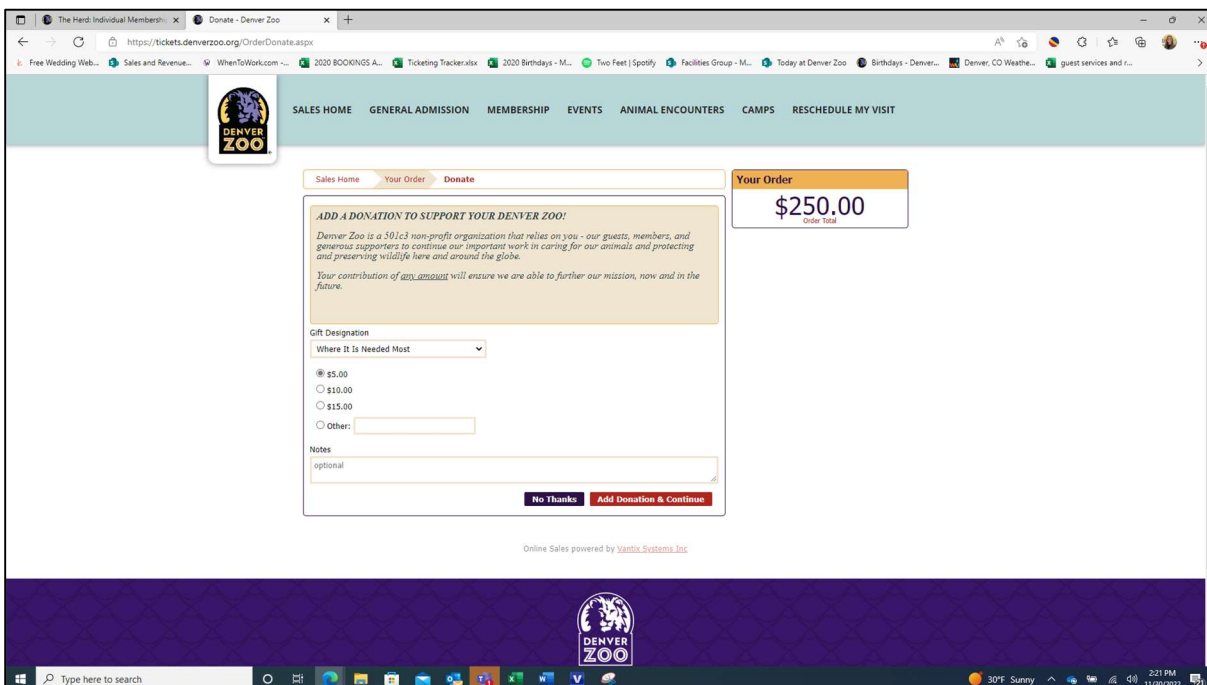 The Herd: Individual Membershi
Donate - Denver Zoo
https://tickets.denverzoo.org/OrderDonate.aspx
Free Wedding Web...
Sales and Revenue...
WhenToWork.com -...
2020 BOOKINGS A...
Ticketing Tracker.xlsx
2020 Birthdays - M...
Two Feet | Spotify
Facilities Group - M...
Today at Denver Zoo
Birthdays - Denver...
Denver, CO Weathe...
guest services and r...
DENVER
ZOO
SALES HOME
GENERAL ADMISSION
MEMBERSHIP
EVENTS
ANIMAL ENCOUNTERS
CAMPS
RESCHEDULE MY VISIT
Sales Home
Your Order
Donate
Your Order
$250.00
Order Total
ADD A DONATION TO SUPPORT YOUR DENVER ZOO!
Denver Zoo is a 501c3 non-profit organization that relies on you - our guests, members, and
generous supporters to continue our important work in caring for our animals and protecting
and preserving wildlife here and around the globe.
Your contribution of any amount will ensure we are able to further our mission, now and in the
future.
Gift Designation
Where It Is Needed Most
$5.00
$10.00
$15.00
Other:
Notes
optional
No Thanks
Add Donation & Continue
Online Sales powered by Vantix Systems Inc
DENVER
ZOO
Type here to search
30°F Sunny
2:21 PM
11/30/2022